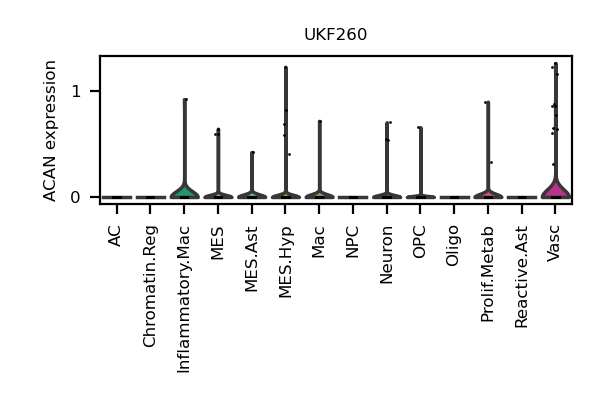 UKF260
ACAN expression
1
0
AC
Chromatin.Reg
Inflammatory.Mac
MES
MES.Ast
MES.Hyp
Mac
NPC
Neuron
OPC
Oligo
Prolif.Metab
Reactive.Ast
Vasc